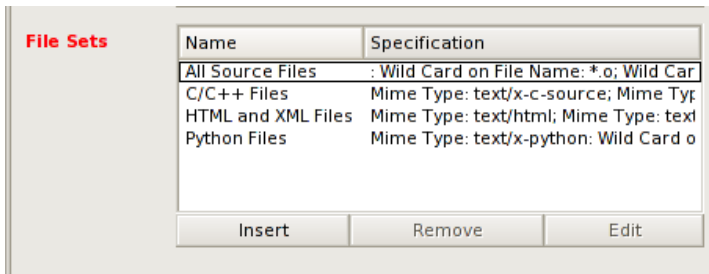 File Sets
Name Specification
All Source Files : Wild Card on File Name: *.o; Wild Car
C/C++ Files Mime Type: text/x-c-source; Mime Typ
HTML and XML Files Mime Type: text/html; Mime Type: text
Python Files Mime Type: text/x-python: Wild Card o
Insert Remove Edit